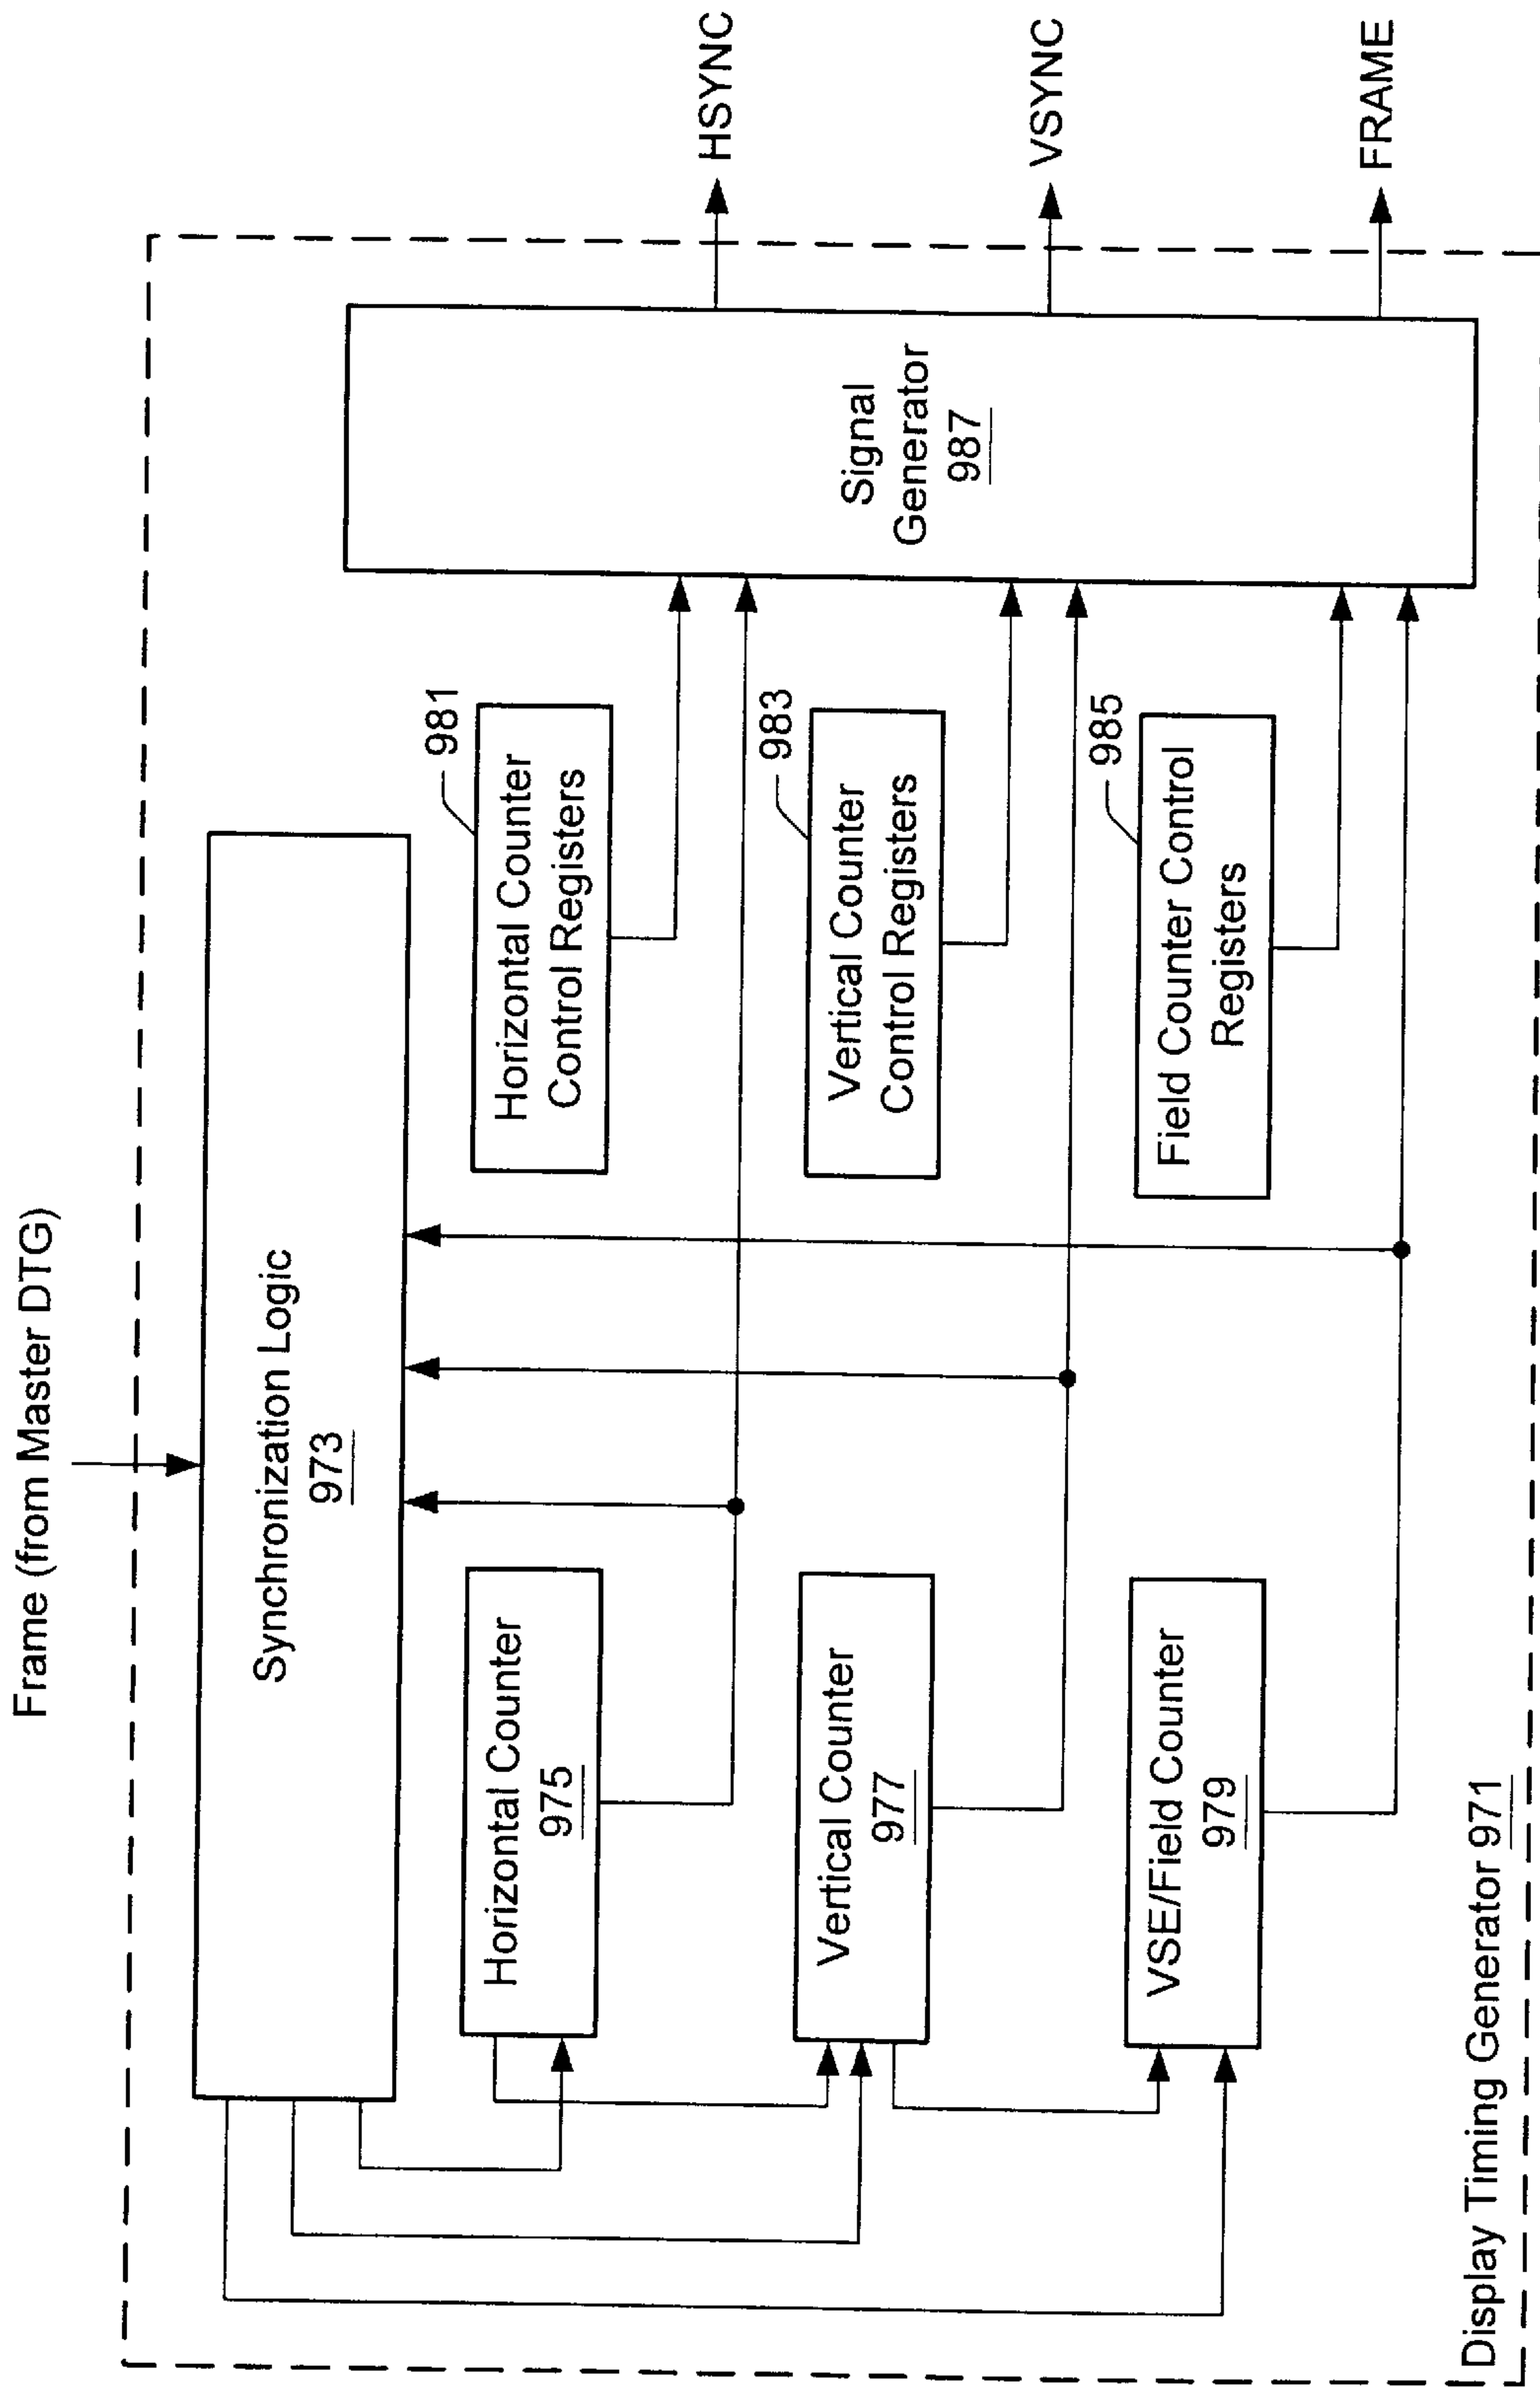 Frame (from Master DTG)
Synchronization Logic
973
Horizontal Counter
975
981
Horizontal Counter
Control Registers
HSYNC
Vertical Counter
977
983
Vertical Counter
Control Registers
Signal
Generator
987
VSYNC
VSE/Field Counter
979
985
Field Counter Control
Registers
FRAME
Display Timing Generator 971